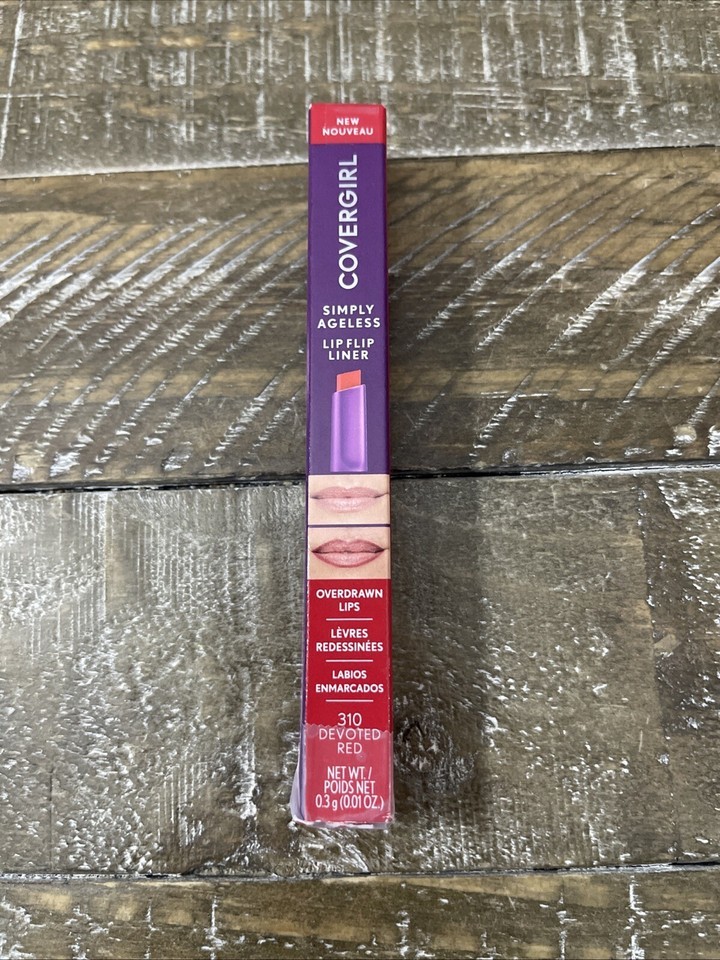 NEW
NOUVEAU
COVERGIRL
SIMPLY
AGELESS
LIP FLIP
LINER
OVERDRAWN
LIPS
LÈVRES
REDESSINÉES
LABIOS
ENMARCADOS
310
DEVOTED
RED
NET WT. /
POIDS NET
0.3 g (0.01 OZ.)